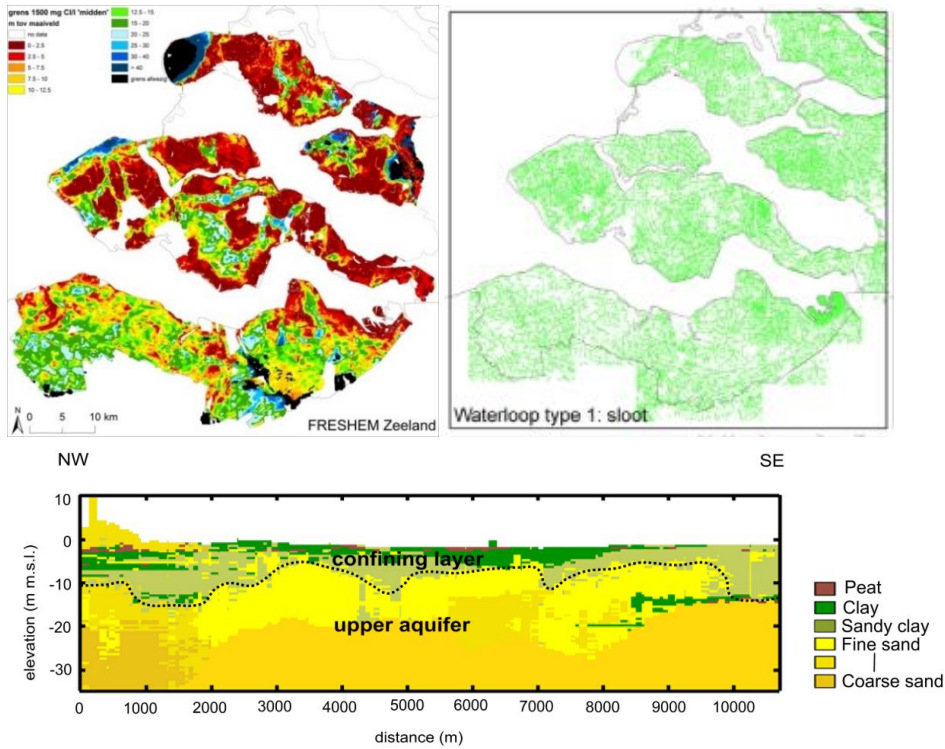 grens 1500 mg Cl/l 'midden'
m tov maaiveld
no data
0 - 2.5
2.5 - 5
5 - 7.5
7.5 - 10
10 - 12.5
12.5 - 15
15 - 20
20 - 25
25 - 30
30 - 40
> 40
grens afwezig
N
0 5 10 km
FRESHEM Zeeland
Waterloop type 1: sloot
NW
SE
10
0
-10
-20
-30
elevation (m m.s.l.)
confining layer
upper aquifer
0 1000 2000 3000 4000 5000 6000 7000 8000 9000 10000
distance (m)
Peat
Clay
Sandy clay
Fine sand
Coarse sand